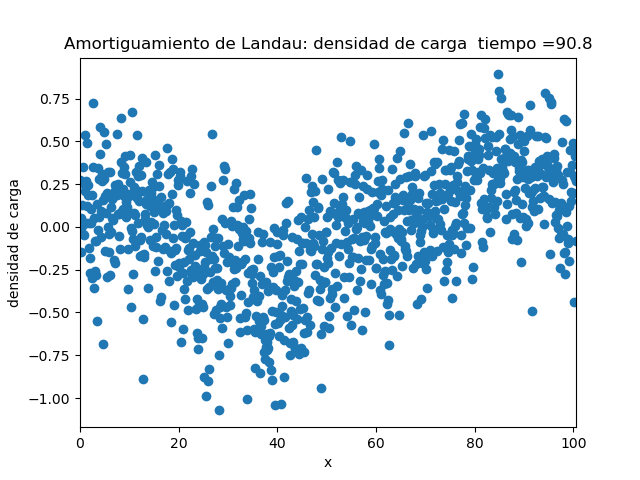 Amortiguamiento de Landau: densidad de carga  tiempo =90.8
densidad de carga
0.75
0.50
0.25
0.00
−0.25
−0.50
−0.75
−1.00
0 20 40 60 80 100
x